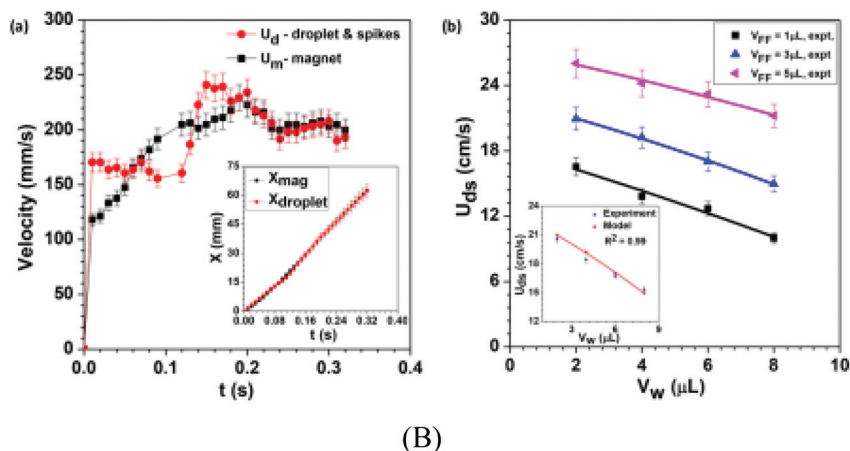 (a)
U_d - droplet & spikes
U_m- magnet
Velocity (mm/s)
300
250
200
150
100
50
0
0.0
0.1
0.2
0.3
0.4
t (s)
X_mag
X_droplet
X (mm)
75
60
45
30
15
0
0.00
0.08
0.16
0.24
0.32
0.40
t (s)
(b)
V_FF = 1μL, expt,
V_FF = 3μL, expt
V_FF = 5μL, expt
U_ds (cm/s)
30
24
18
12
6
0
0
2
4
6
8
10
V_w (μL)
Experiment
Model
R² = 0.99
U_ds (cm/s)
24
21
18
15
12
3
6
9
V_w (μL)
(B)